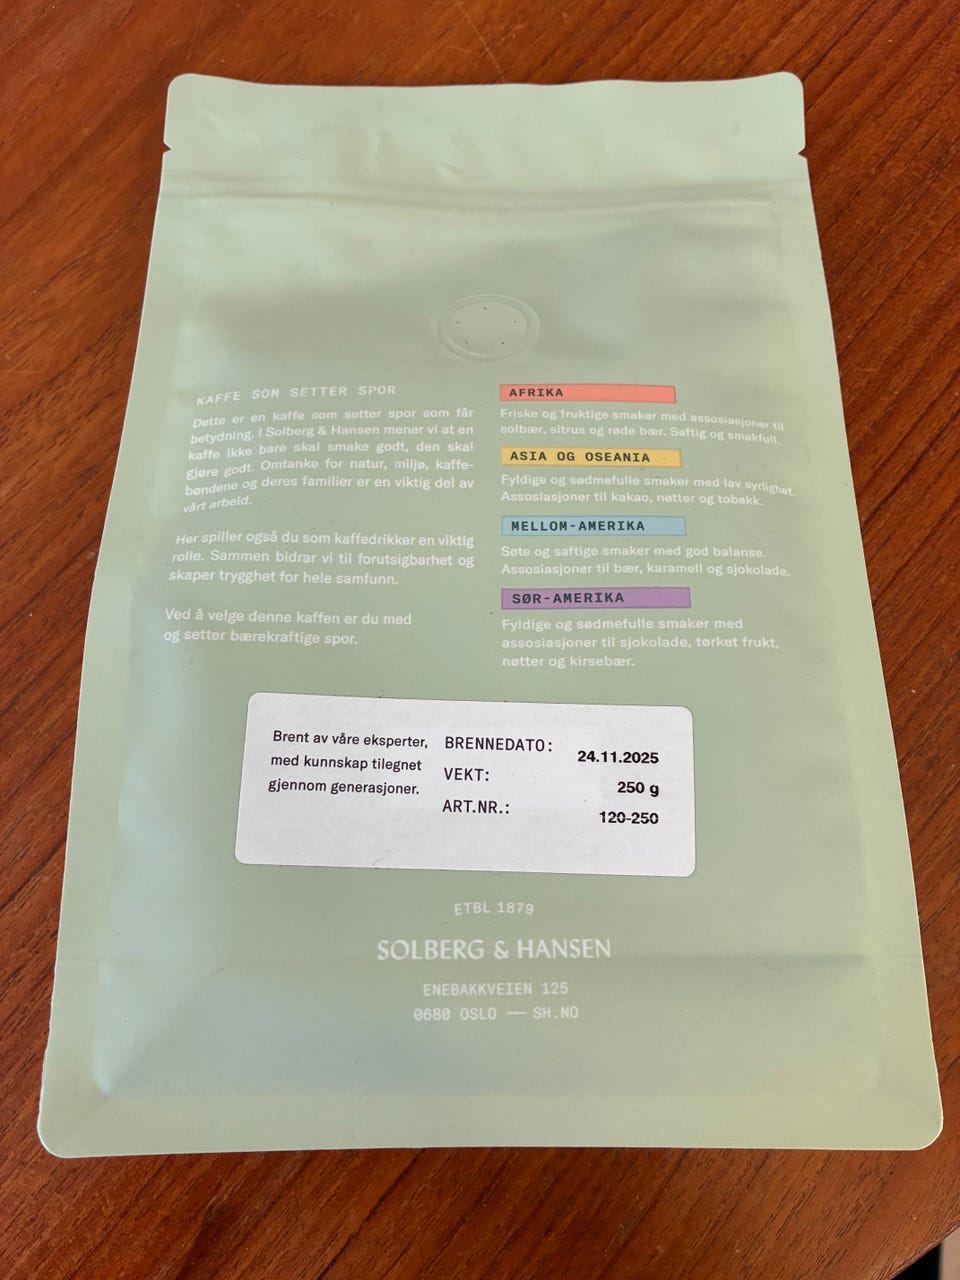 KAFFE SOM SETTER SPOR
Dette er en kaffe som setter spor som får
betydning. I Solberg & Hansen mener vi at en
kaffe ikke bare skal smake godt, den skal
gjøre godt. Omtanke for natur, miljø, kaffe-
bøndene og deres familier er en viktig del av
vårt arbeid.
Her spiller også du som kaffedrikker en viktig
rolle. Sammen bidrar vi til forutsigbarhet og
skaper trygghet for hele samfunn.
Ved å velge denne kaffen er du med
og setter bærekraftige spor.
AFRIKA
Friske og fruktige smaker med assosiasjoner til
solbær, sitrus og røde bær. Saftig og smakfull.
ASIA OG OSEANIA
Fyldige og sødmefulle smaker med lav syrlighet.
Assosiasjoner til kakao, nøtter og tobakk.
MELLOM-AMERIKA
Søte og saftige smaker med god balanse.
Assosiasjoner til bær, karamell og sjokolade.
SØR-AMERIKA
Fyldige og sødmefulle smaker med
assosiasjoner til sjokolade, tørket frukt,
nøtter og kirsebær.
Brent av våre eksperter,
med kunnskap tilegnet
gjennom generasjoner.
BRENNEDATO: 24.11.2025
VEKT: 250 g
ART.NR.: 120-250
ETBL 1879
SOLBERG & HANSEN
ENEBAKKVEIEN 125
0680 OSLO — SH.NO